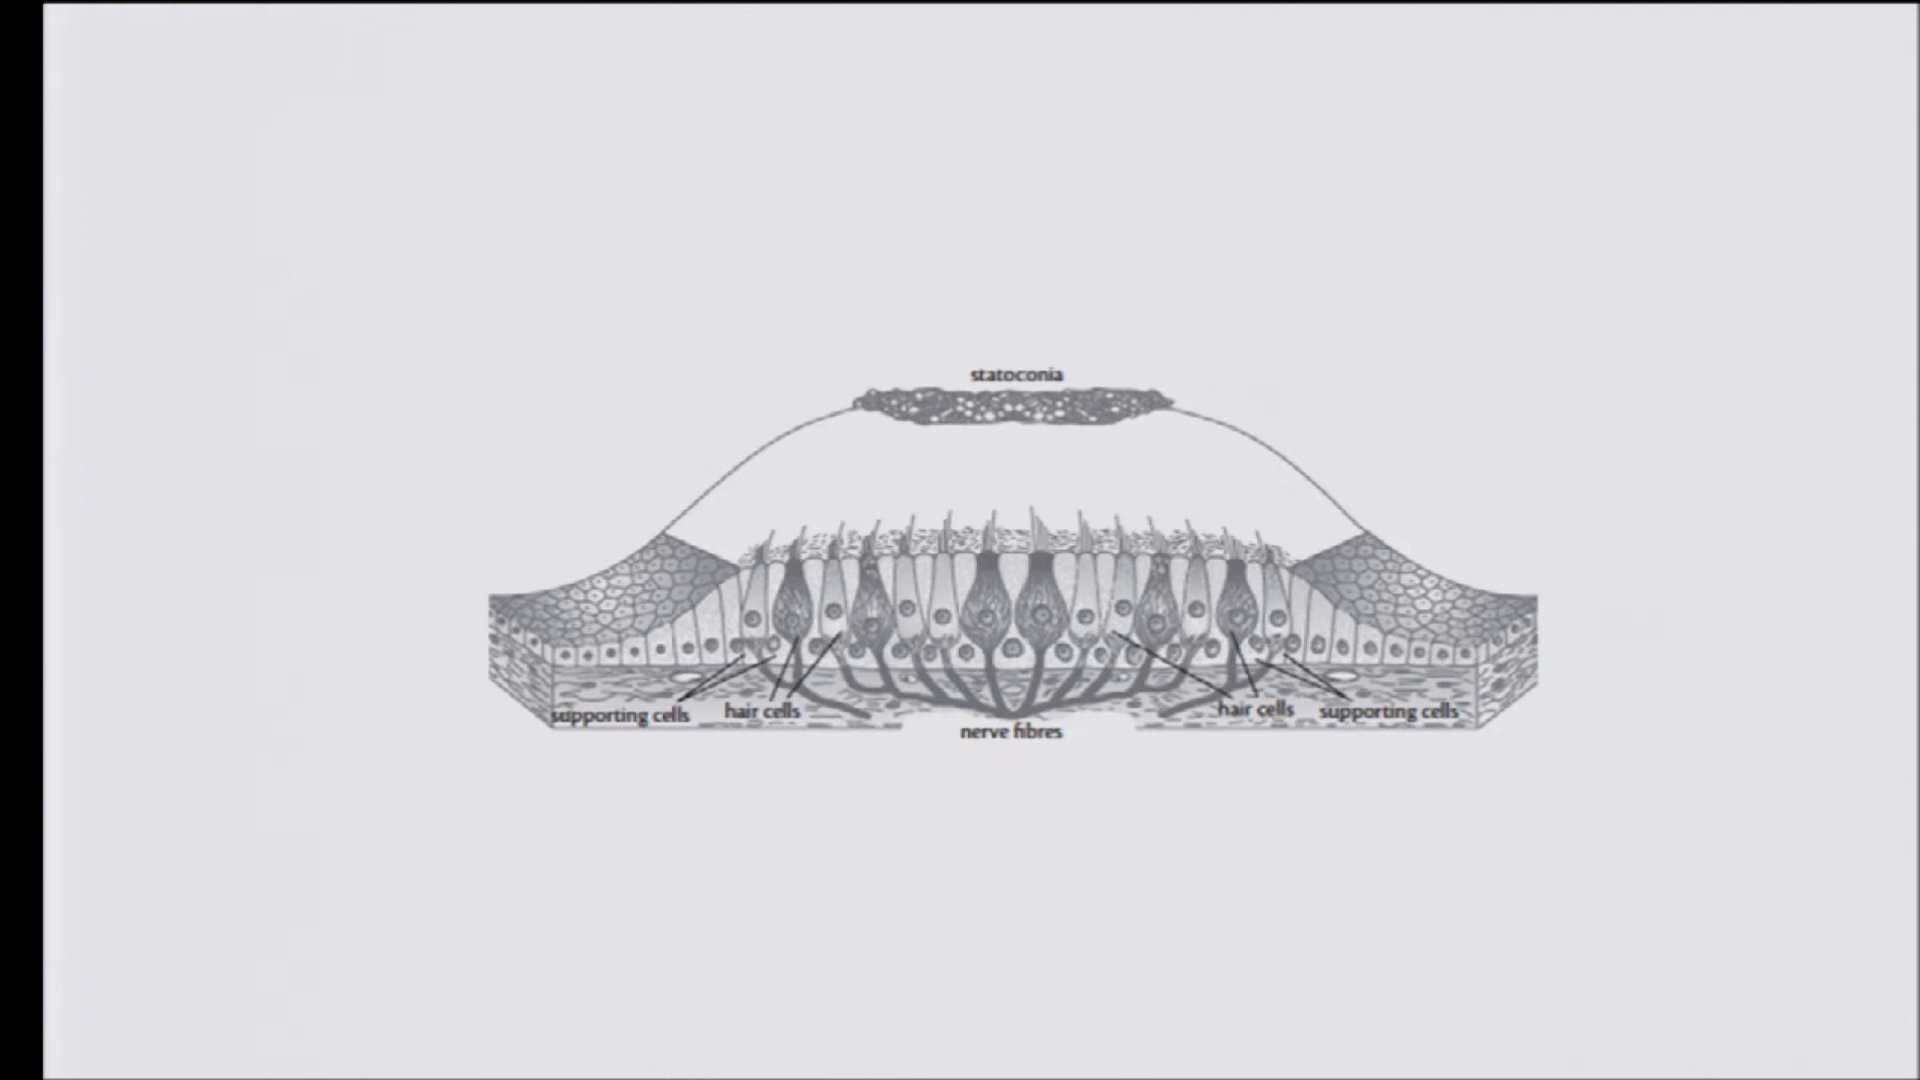 statoconia
supporting cells
hair cells
nerve fibres
hair cells
supporting cells